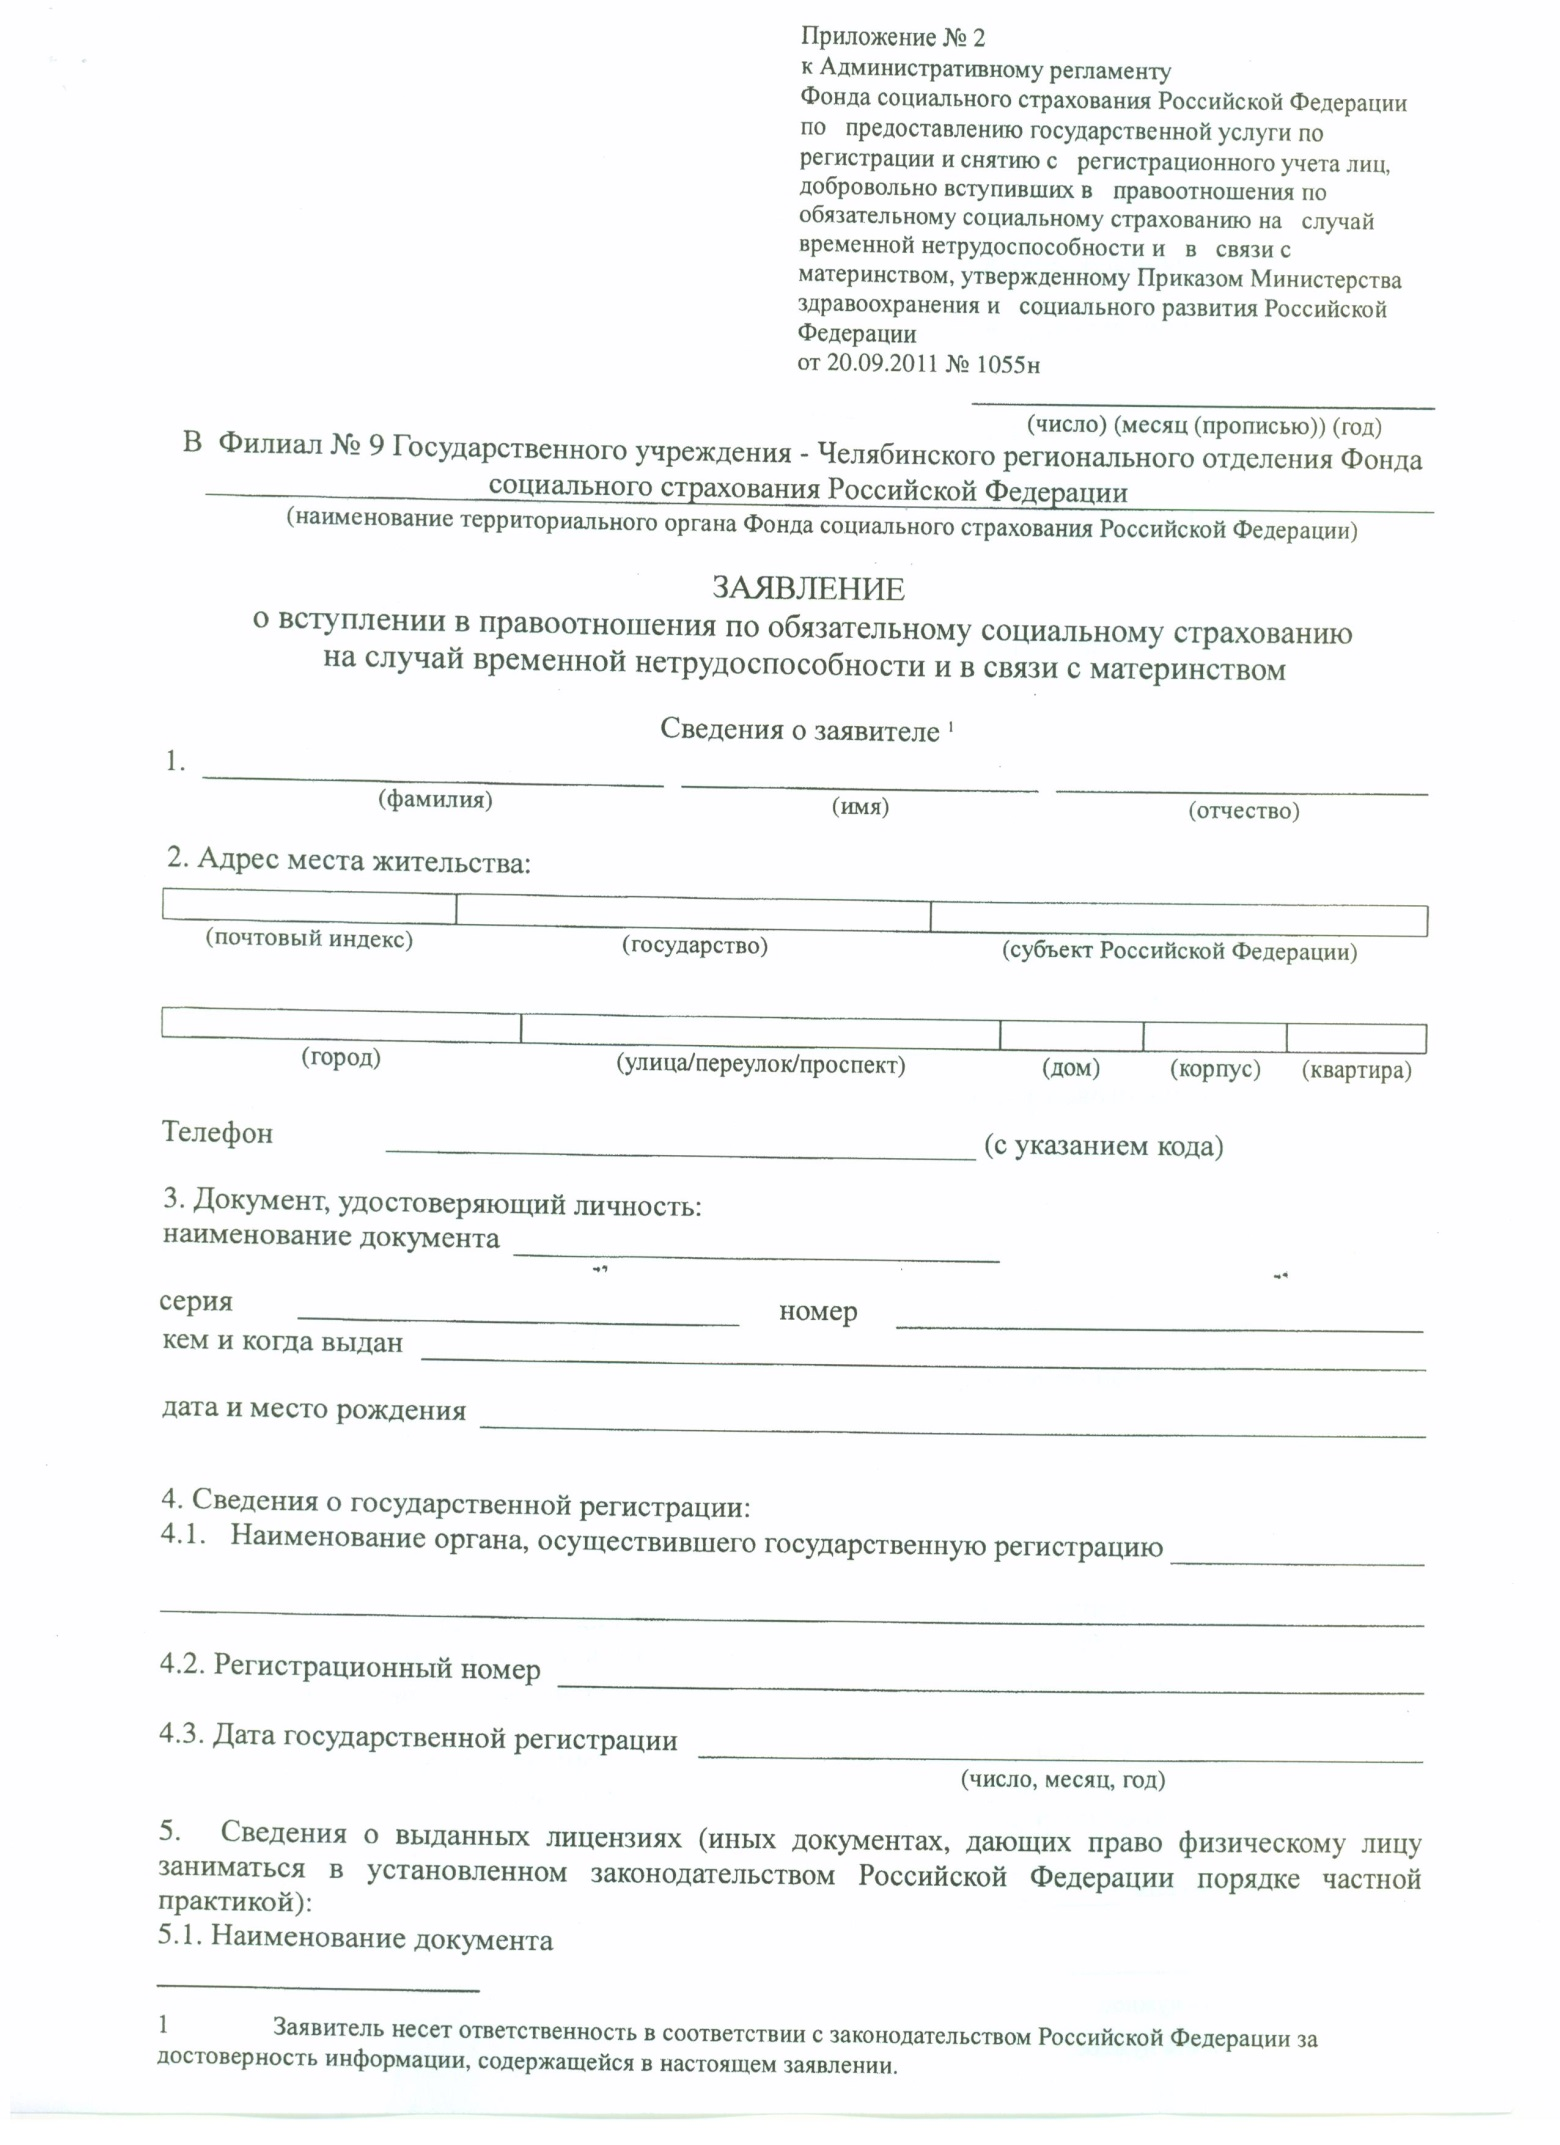 Приложение № 2
к Административному регламенту
Фонда социального страхования Российской Федерации
по предоставлению государственной услуги по
регистрации и снятию с регистрационного учета лиц,
добровольно вступивших в правоотношения по
обязательному социальному страхованию на случай
временной нетрудоспособности и в связи с
материнством, утвержденному Приказом Министерства
здравоохранения и социального развития Российской
Федерации
от 20.09.2011 № 1055н
(число) (месяц (прописью)) (год)
В Филиал № 9 Государственного учреждения - Челябинского регионального отделения Фонда
социального страхования Российской Федерации
(наименование территориального органа Фонда социального страхования Российской Федерации)
ЗАЯВЛЕНИЕ
о вступлении в правоотношения по обязательному социальному страхованию
на случай временной нетрудоспособности и в связи с материнством
Сведения о заявителе 1
1.
(фамилия) (имя) (отчество)
2. Адрес места жительства:
(почтовый индекс) (государство) (субъект Российской Федерации)
(город) (улица/переулок/проспект) (дом) (корпус) (квартира)
Телефон (с указанием кода)
3. Документ, удостоверяющий личность:
наименование документа
серия номер
кем и когда выдан
дата и место рождения
4. Сведения о государственной регистрации:
4.1. Наименование органа, осуществившего государственную регистрацию
4.2. Регистрационный номер
4.3. Дата государственной регистрации
(число, месяц, год)
5. Сведения о выданных лицензиях (иных документах, дающих право физическому лицу
заниматься в установленном законодательством Российской Федерации порядке частной
практикой):
5.1. Наименование документа
1 Заявитель несет ответственность в соответствии с законодательством Российской Федерации за
достоверность информации, содержащейся в настоящем заявлении.